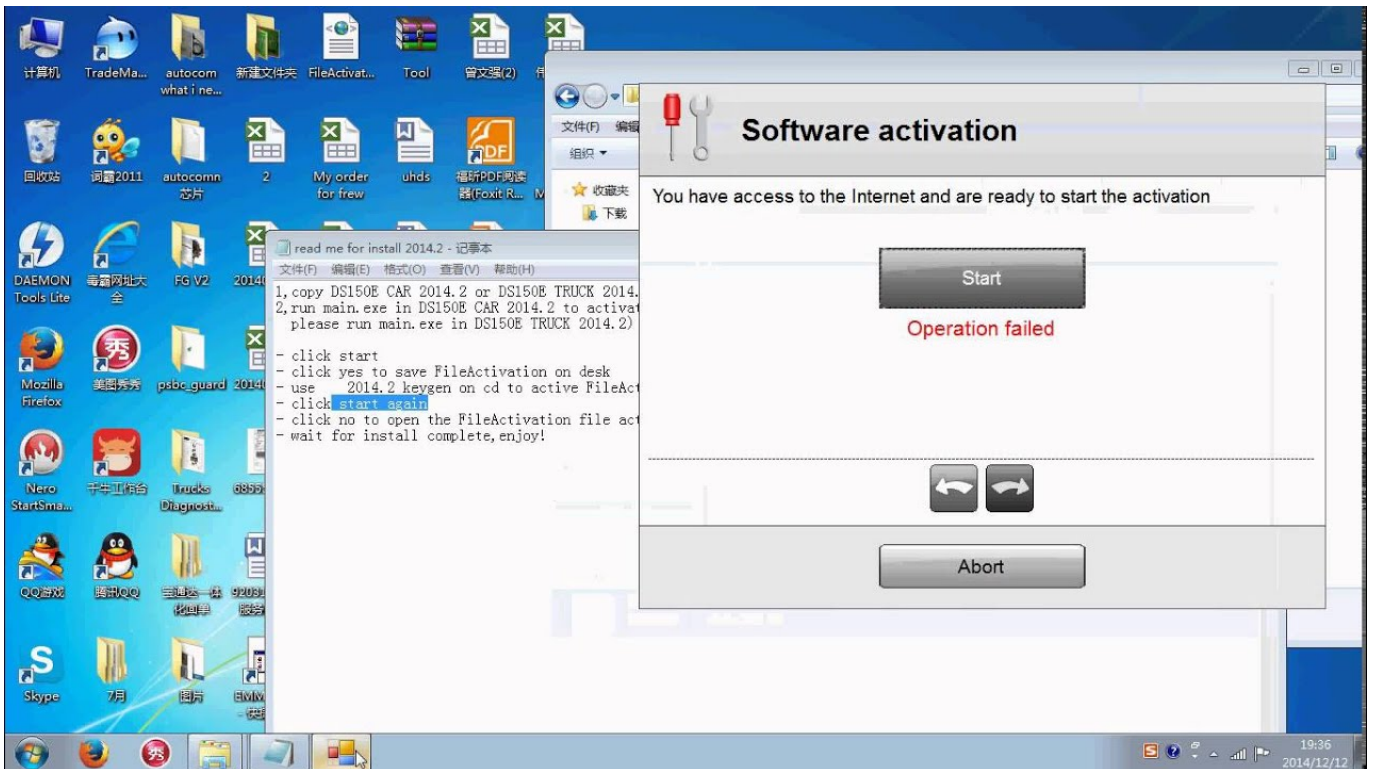 计算机
TradeMa...
autocom
what i ne...
新建文件夹
FileActivat...
Tool
曾文强(2)
回收站
词霸2011
autocomn
芯片
2
My order
for frew
uhds
福昕PDF阅读
器(Foxit R...
DAEMON
Tools Lite
毒霸网址大
全
FG V2
Mozilla
Firefox
美图秀秀
psbc_guard
Nero
StartSma...
千牛工作台
Trucks
Diagnost...
QQ游戏
腾讯QQ
Skype
7月
图片
文件(F)
组织
收藏夹
下载
read me for install 2014.2 - 记事本
文件(F) 编辑(E) 格式(O) 查看(V) 帮助(H)
1,copy DS150E CAR 2014.2 or DS150E TRUCK 2014.
2,run main.exe in DS150E CAR 2014.2 to activat
please run main.exe in DS150E TRUCK 2014.2)
- click start
- click yes to save FileActivation on desk
- use 2014.2 keygen on cd to active FileAct
- click start again
- click no to open the FileActivation file act
- wait for install complete,enjoy!
Software activation
You have access to the Internet and are ready to start the activation
Start
Operation failed
Abort
19:36
2014/12/12